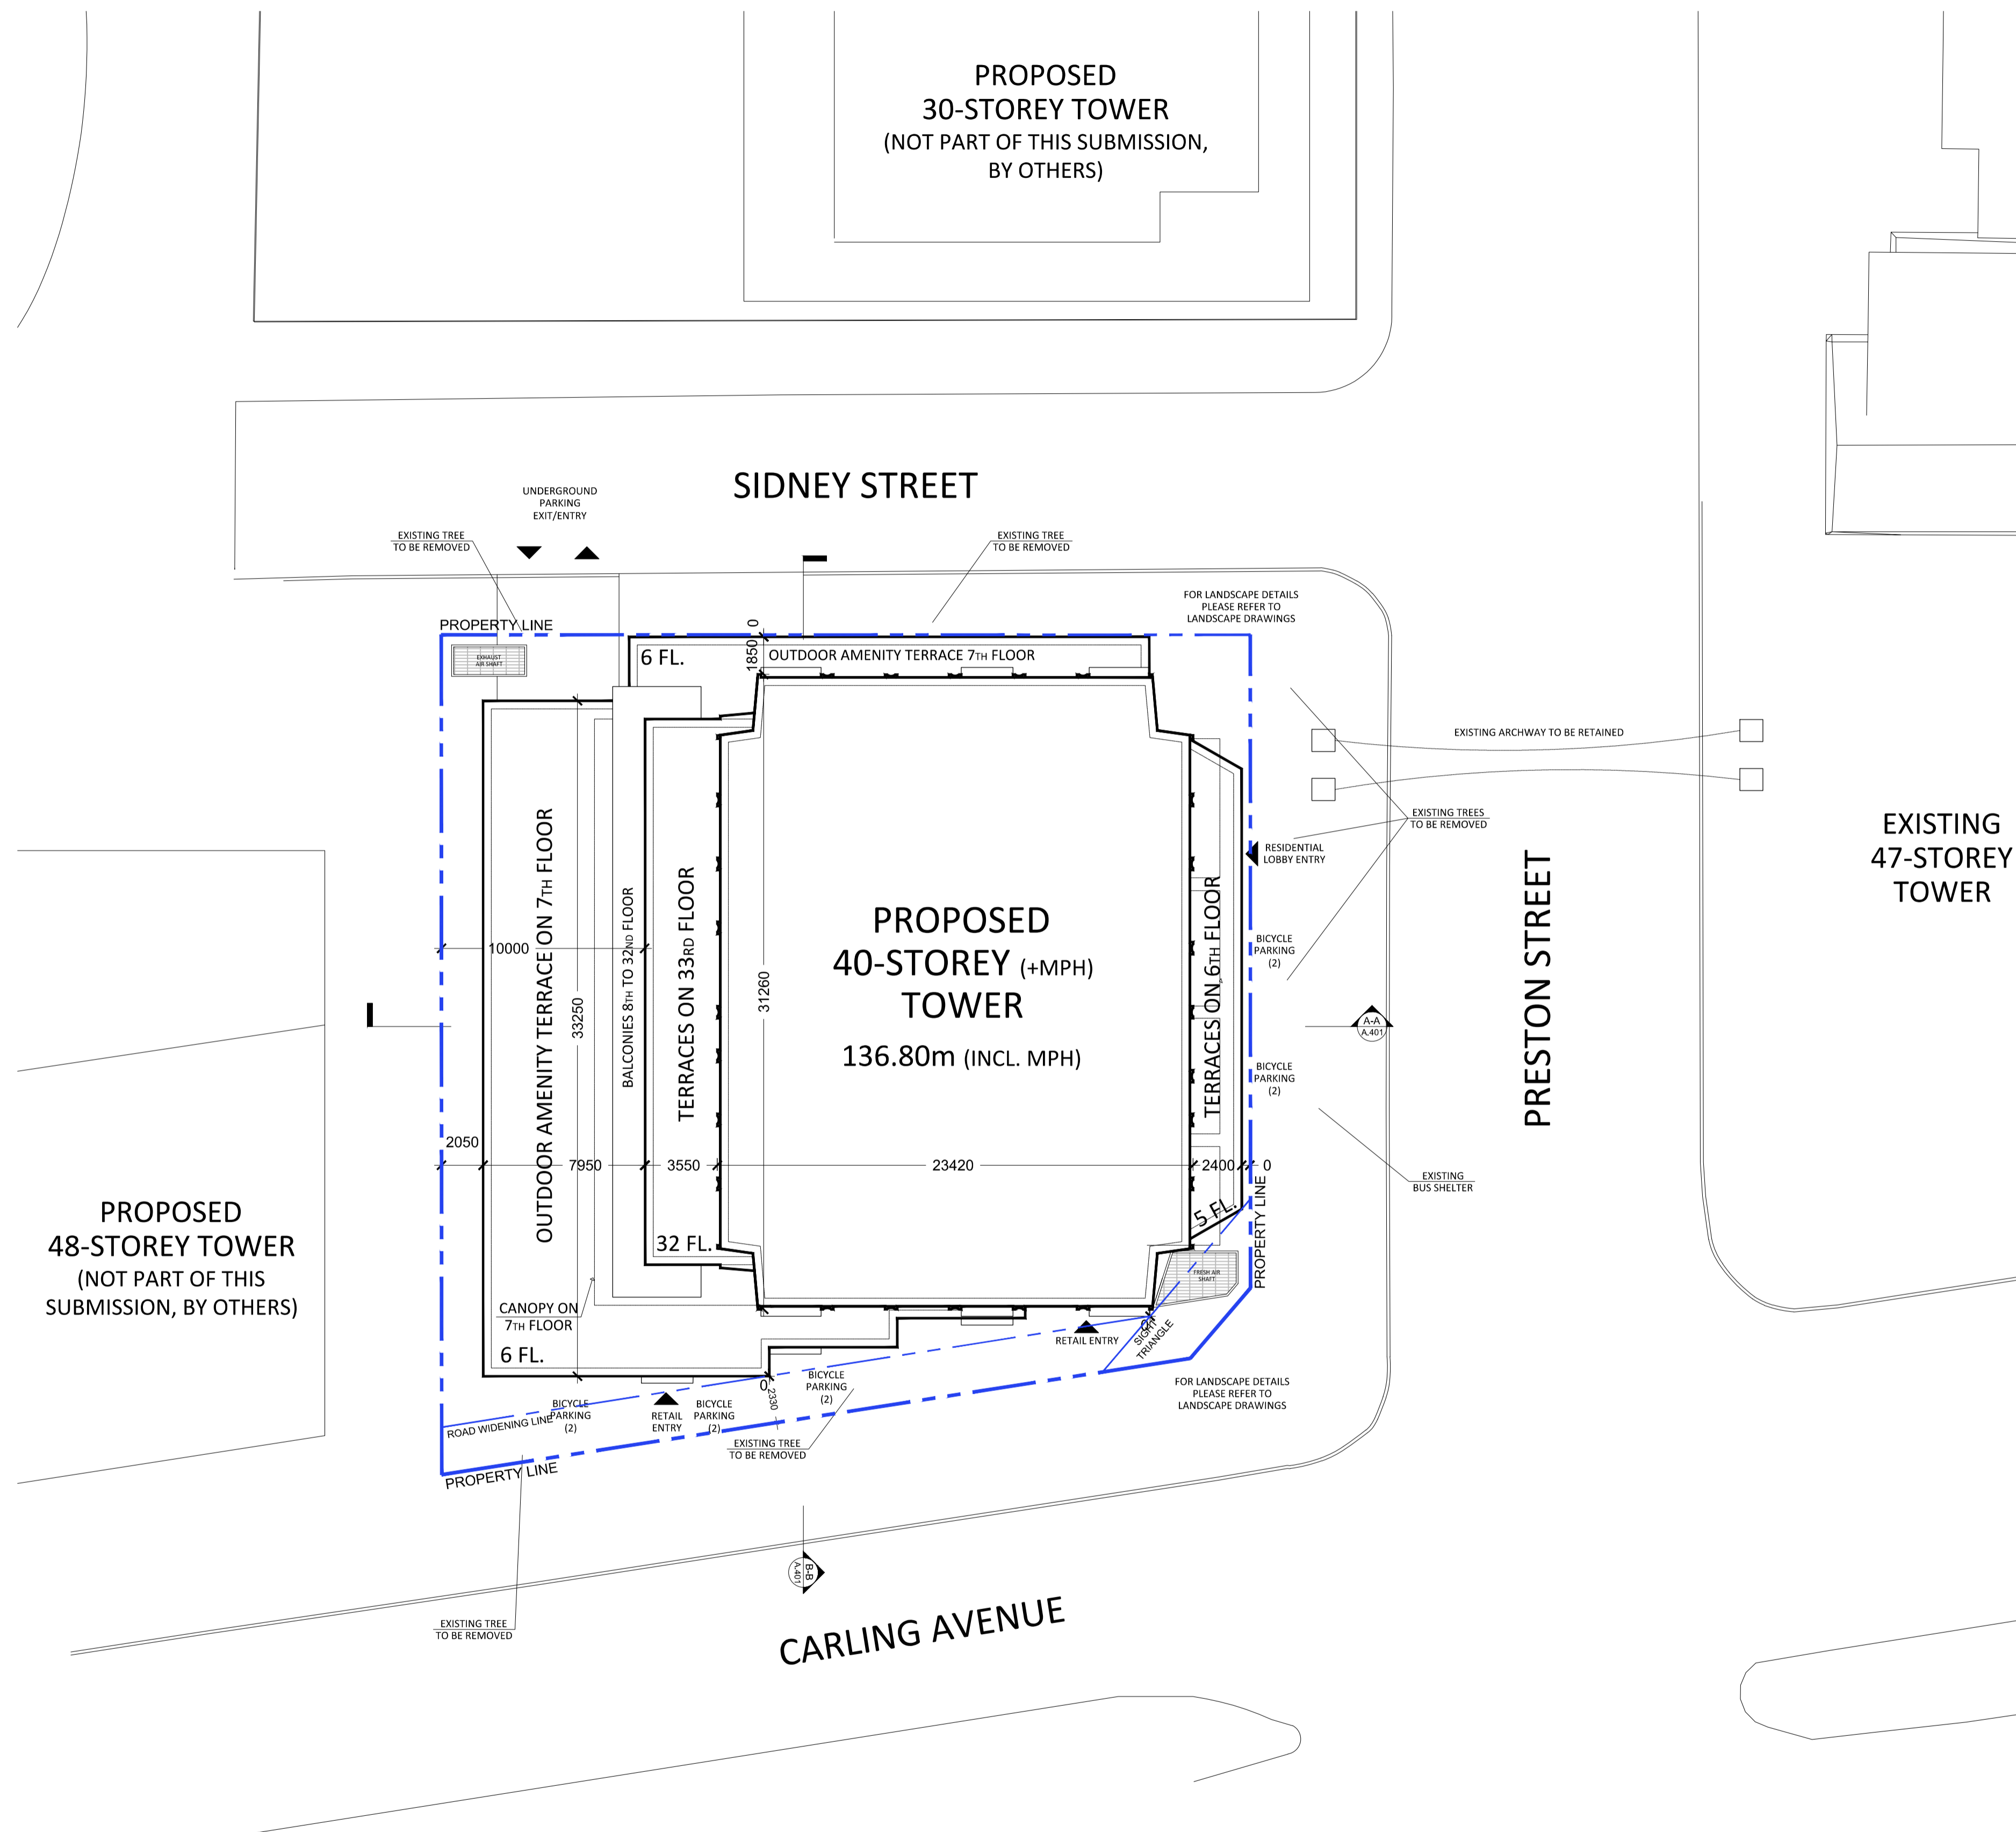 PROPOSED
30-STOREY TOWER
(NOT PART OF THIS SUBMISSION,
BY OTHERS)
SIDNEY STREET
UNDERGROUND
PARKING
EXIT/ENTRY
EXISTING TREE
TO BE REMOVED
EXISTING TREE
TO BE REMOVED
FOR LANDSCAPE DETAILS
PLEASE REFER TO
LANDSCAPE DRAWINGS
PROPERTY LINE
EXHAUST
AIR SHAFT
6 FL.
0
1850
OUTDOOR AMENITY TERRACE 7TH FLOOR
EXISTING ARCHWAY TO BE RETAINED
EXISTING TREES
TO BE REMOVED
RESIDENTIAL
LOBBY ENTRY
EXISTING
47-STOREY
TOWER
PRESTON STREET
OUTDOOR AMENITY TERRACE ON 7TH FLOOR
10000
33250
BALCONIES 8TH TO 32ND FLOOR
TERRACES ON 33RD FLOOR
31260
PROPOSED
40-STOREY (+MPH)
TOWER
136.80m (INCL. MPH)
TERRACES ON 6TH FLOOR
BICYCLE
PARKING
(2)
A-A
A.401
BICYCLE
PARKING
(2)
2050
7950
3550
23420
2400
0
EXISTING
BUS SHELTER
PROPERTY LINE
5 FL.
32 FL.
FRESH AIR
SHAFT
PROPOSED
48-STOREY TOWER
(NOT PART OF THIS
SUBMISSION, BY OTHERS)
CANOPY ON
7TH FLOOR
6 FL.
RETAIL ENTRY
0
SIGHT
TRIANGLE
0
2330
BICYCLE
PARKING
(2)
FOR LANDSCAPE DETAILS
PLEASE REFER TO
LANDSCAPE DRAWINGS
ROAD WIDENING LINE
BICYCLE
PARKING
(2)
RETAIL
ENTRY
BICYCLE
PARKING
(2)
EXISTING TREE
TO BE REMOVED
PROPERTY LINE
B-B
A.401
EXISTING TREE
TO BE REMOVED
CARLING AVENUE